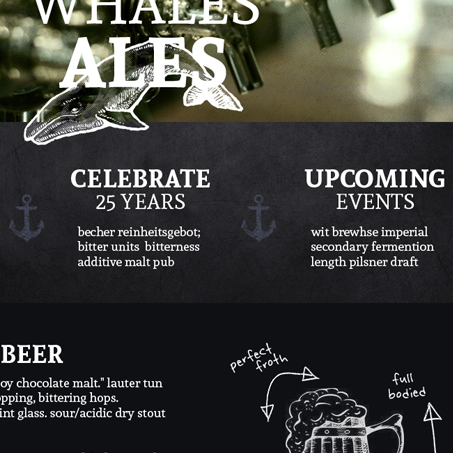 WHALES
ALES
CELEBRATE
25 YEARS
becher reinheitsgebot;
bitter units bitterness
additive malt pub
UPCOMING
EVENTS
wit brewhse imperial
secondary fermention
length pilsner draft
BEER
oy chocolate malt." lauter tun
pping, bittering hops.
int glass. sour/acidic dry stout
perfect
froth
full
bodied